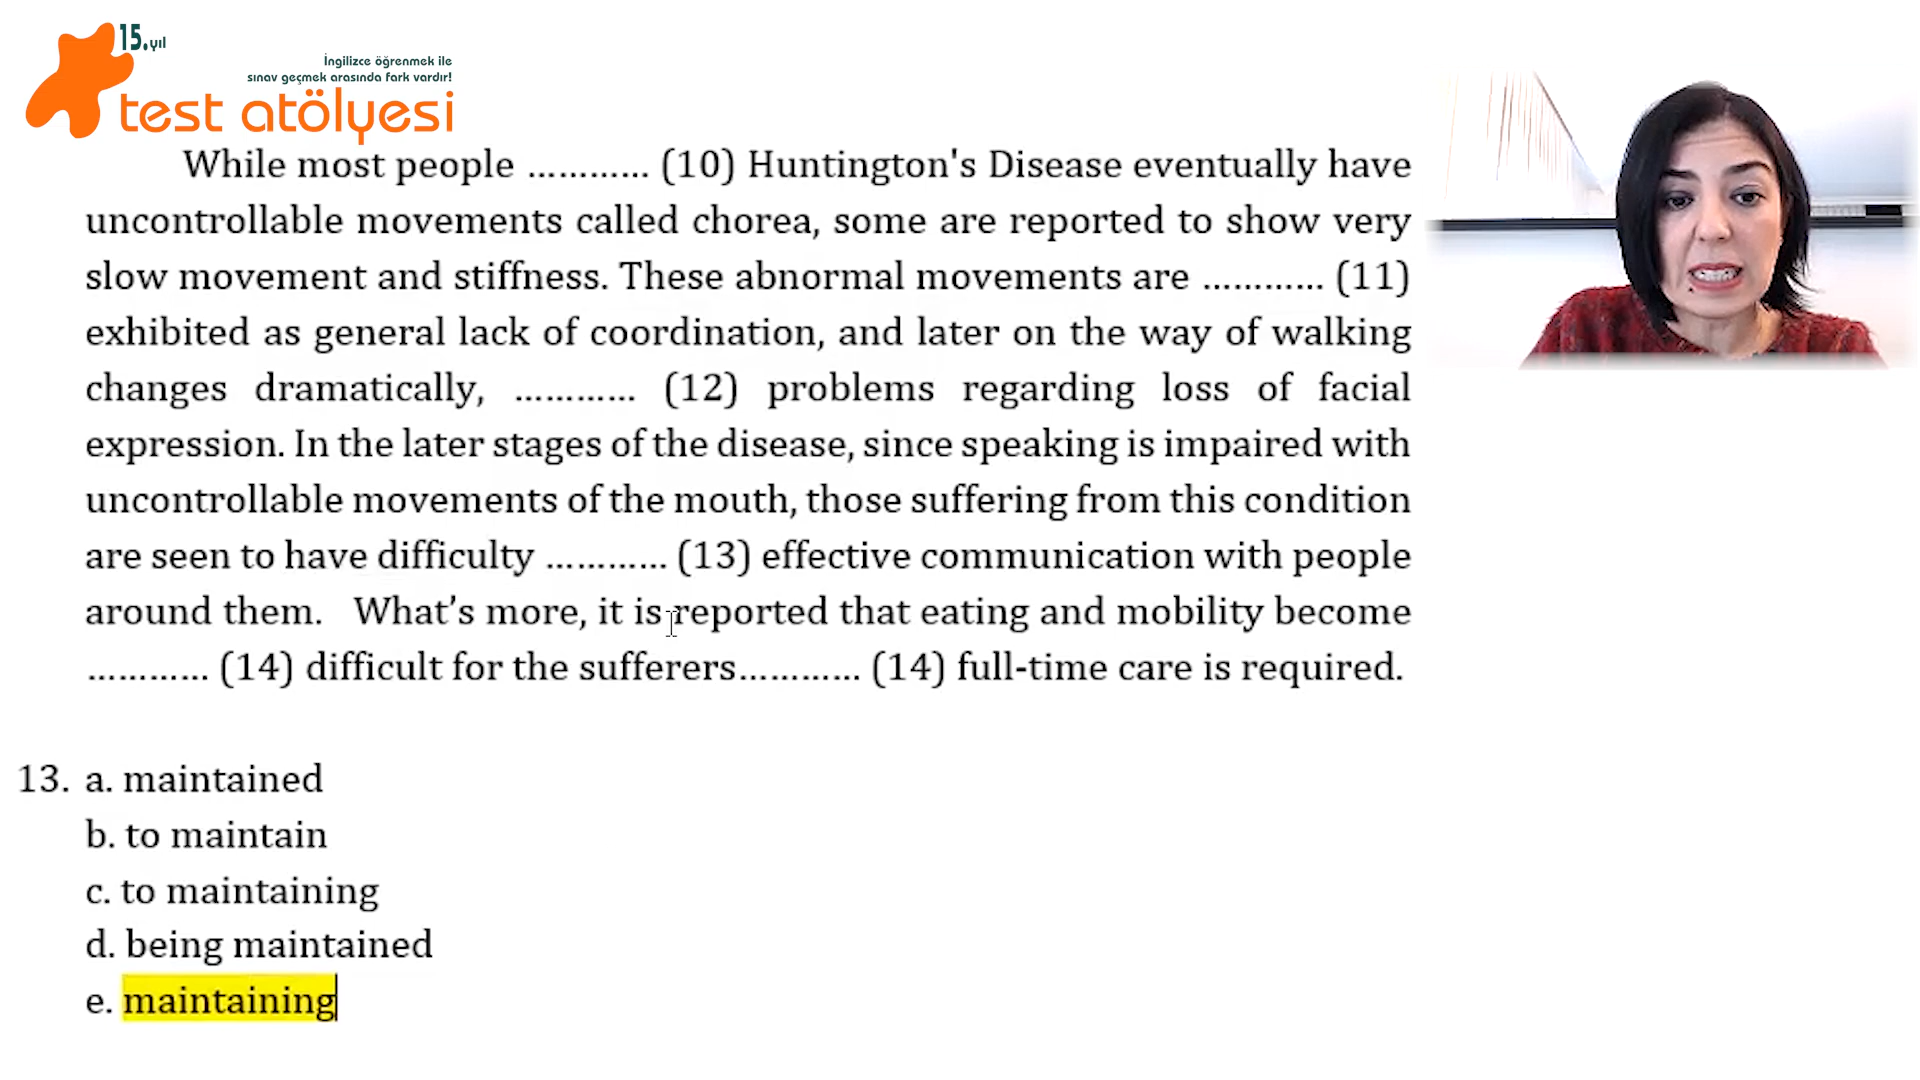 15.yıl
İngilizce öğrenmek ile
sınav geçmek arasında fark vardır!
test atölyesi
While most people ………… (10) Huntington's Disease eventually have
uncontrollable movements called chorea, some are reported to show very
slow movement and stiffness. These abnormal movements are ………… (11)
exhibited as general lack of coordination, and later on the way of walking
changes dramatically, ………… (12) problems regarding loss of facial
expression. In the later stages of the disease, since speaking is impaired with
uncontrollable movements of the mouth, those suffering from this condition
are seen to have difficulty ………… (13) effective communication with people
around them. What’s more, it is reported that eating and mobility become
………… (14) difficult for the sufferers………… (14) full-time care is required.
13. a. maintained
b. to maintain
c. to maintaining
d. being maintained
e. maintaining